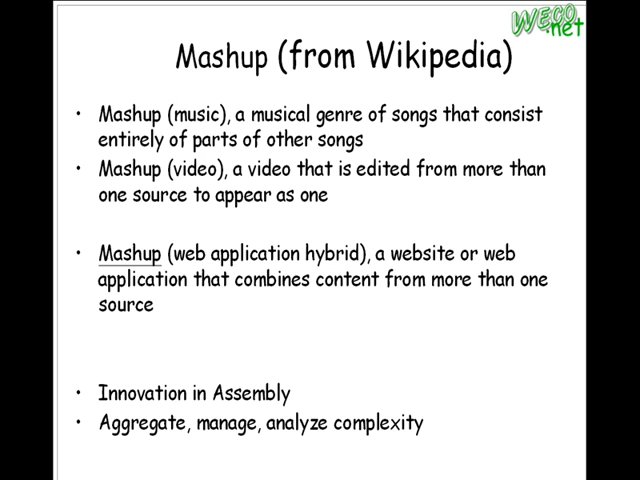 WECO
.net
Mashup (from Wikipedia)
• Mashup (music), a musical genre of songs that consist
entirely of parts of other songs
• Mashup (video), a video that is edited from more than
one source to appear as one
• Mashup (web application hybrid), a website or web
application that combines content from more than one
source
• Innovation in Assembly
• Aggregate, manage, analyze complexity